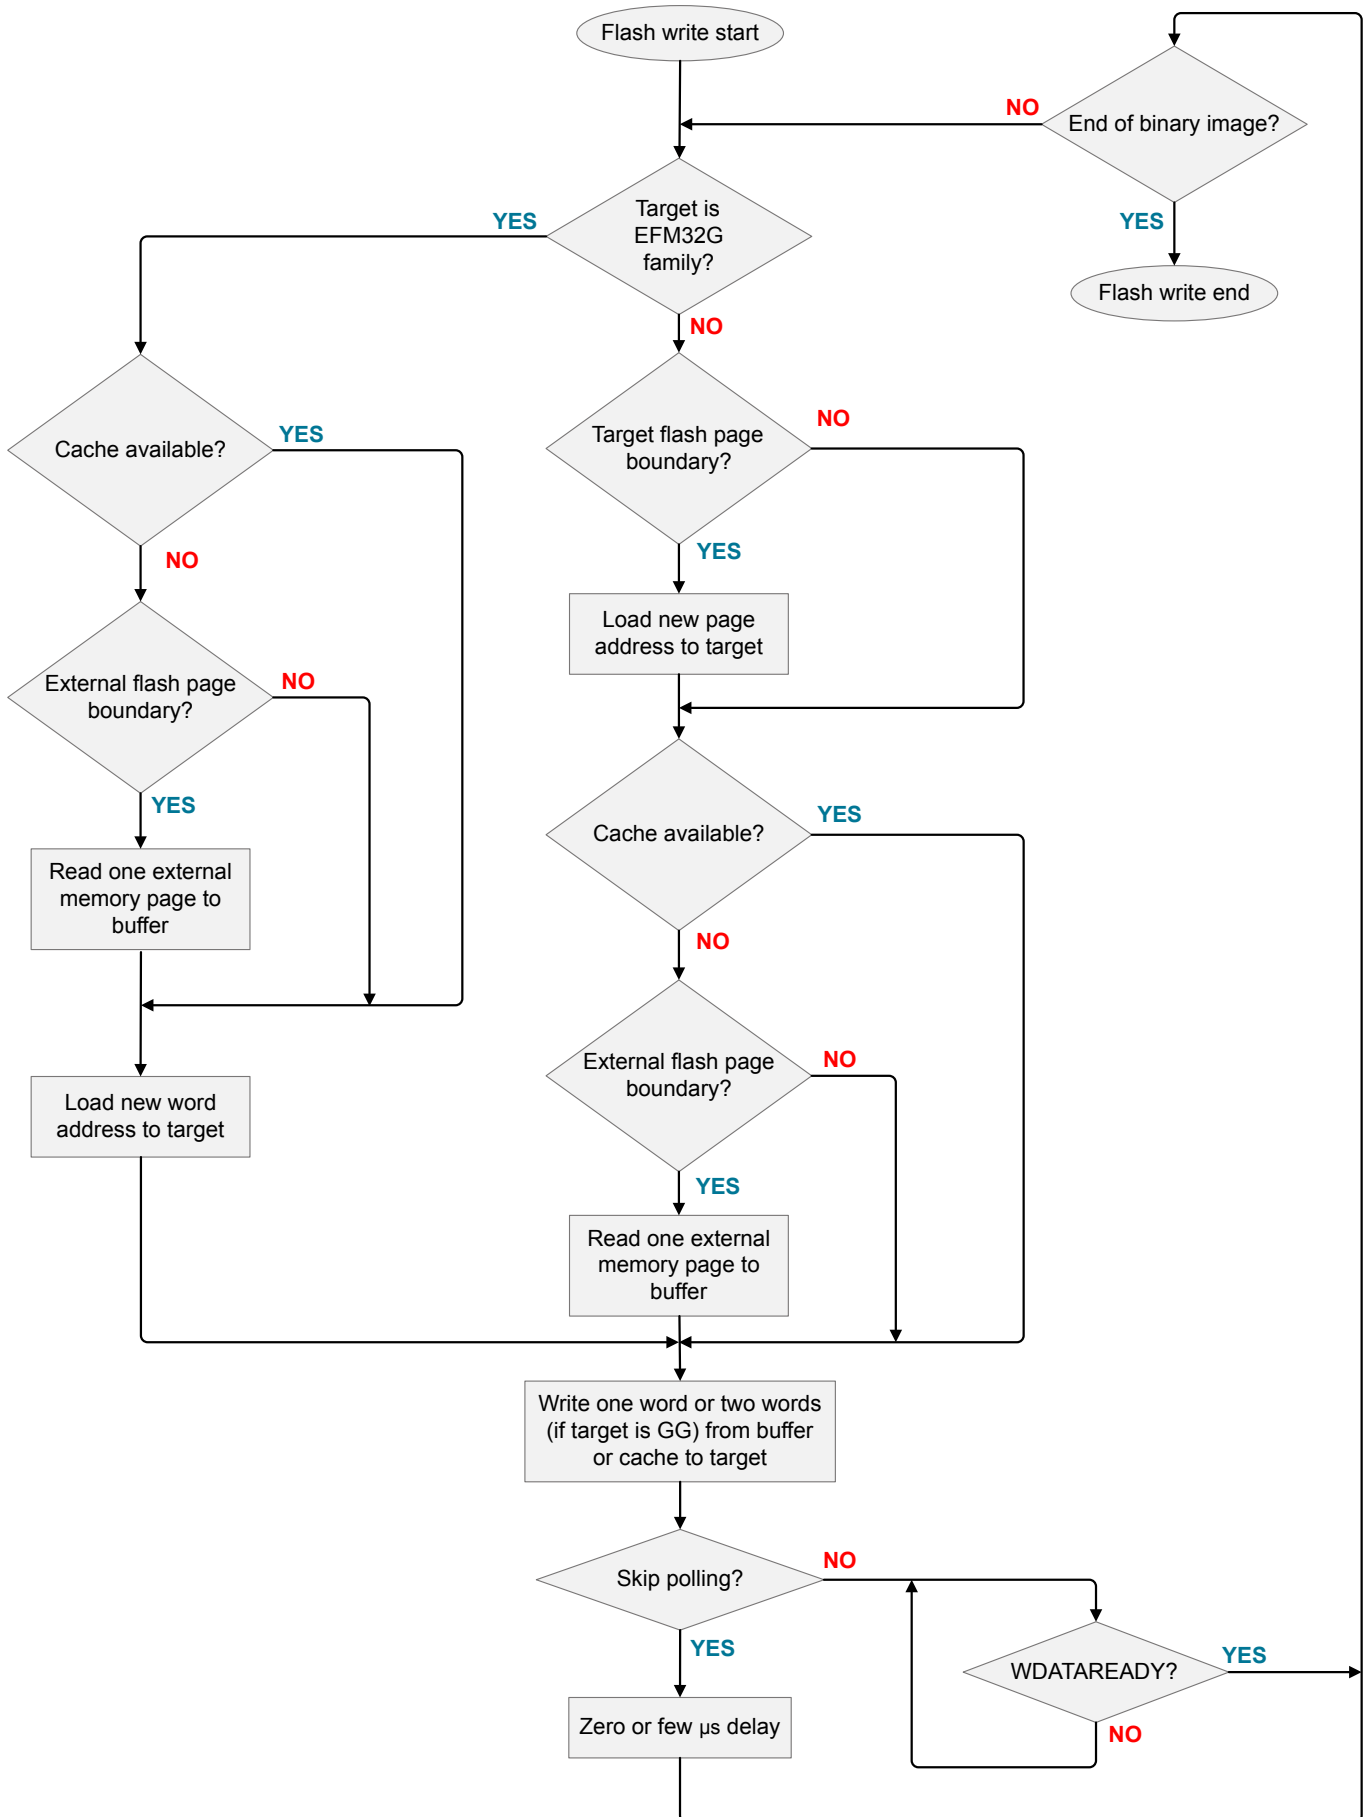 Flash write start
NO
End of binary image?
YES
Target is
EFM32G
family?
YES
Flash write end
NO
Cache available?
YES
Target flash page
boundary?
NO
NO
YES
Load new page
address to target
External flash page
boundary?
NO
YES
Cache available?
YES
Read one external
memory page to
buffer
NO
External flash page
boundary?
NO
Load new word
address to target
YES
Read one external
memory page to
buffer
Write one word or two words
(if target is GG) from buffer
or cache to target
Skip polling?
NO
YES
WDATAREADY?
YES
Zero or few µs delay
NO